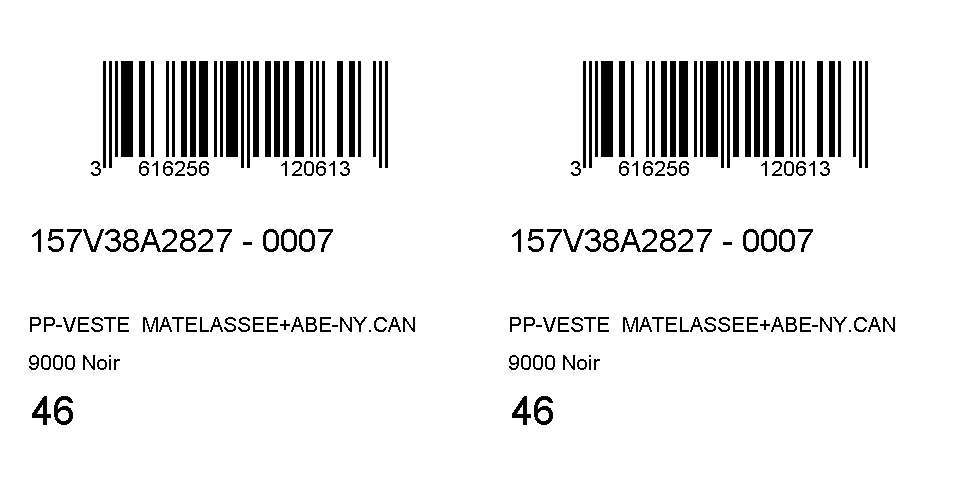 3 616256 120613
157V38A2827 - 0007
PP-VESTE  MATELASSEE+ABE-NY.CAN
9000 Noir
46
3 616256 120613
157V38A2827 - 0007
PP-VESTE  MATELASSEE+ABE-NY.CAN
9000 Noir
46